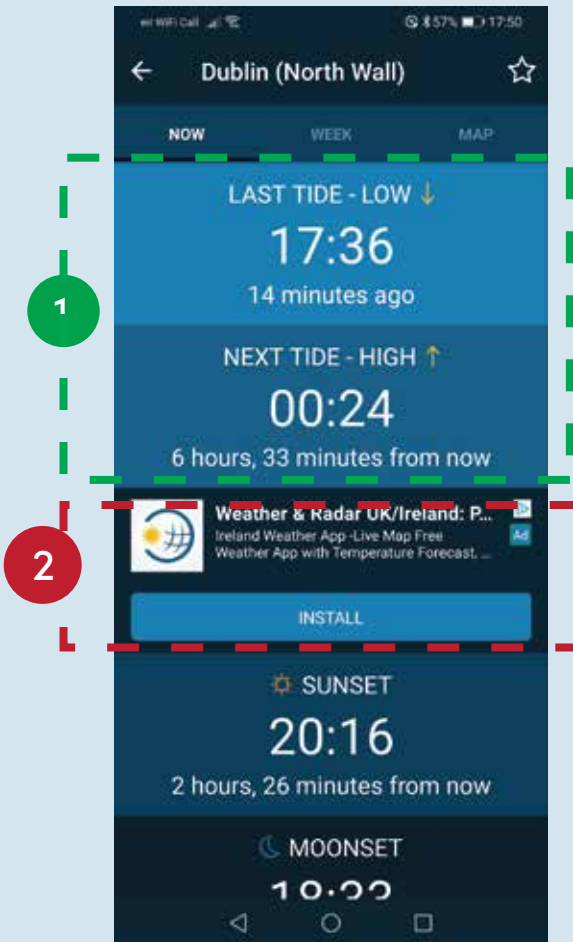 eir WiFi Call 57% 17:50
Dublin (North Wall)
NOW WEEK MAP
LAST TIDE - LOW ↓
17:36
14 minutes ago
1
NEXT TIDE - HIGH ↑
00:24
6 hours, 33 minutes from now
Weather & Radar UK/Ireland: P...
Ireland Weather App -Live Map Free
Weather App with Temperature Forecast, ...
Ad
2
INSTALL
SUNSET
20:16
2 hours, 26 minutes from now
MOONSET